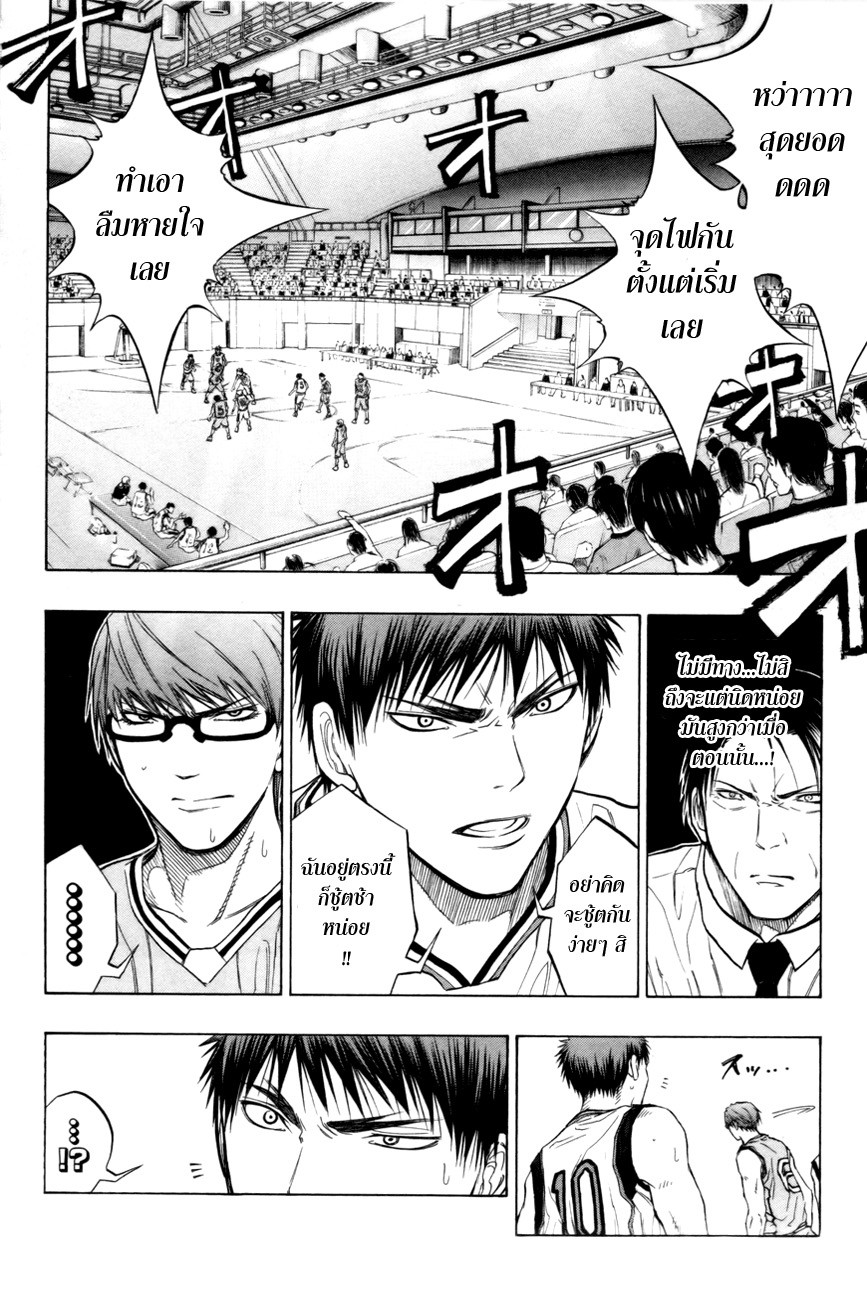 หว่าาาาา
สุดยอด
ดดด
จุดไฟกัน
ตั้งแต่เริ่ม
เลย
ทำเอา
ลืมหายใจ
เลย
オ
オ
オ
オ
オ
オ
ไม่มีทาง...ไม่สิ
ถึงจะแต่นิดหน่อย
มันสูงกว่าเมื่อ
ตอนนั้น...!
อย่าคิด
จะชู้ตกัน
ง่ายๆ สิ
ฉันอยู่ตรงนี้
ก็ชู้ตช้า
หน่อย
!!
........
スッ...
10
6
...
!?